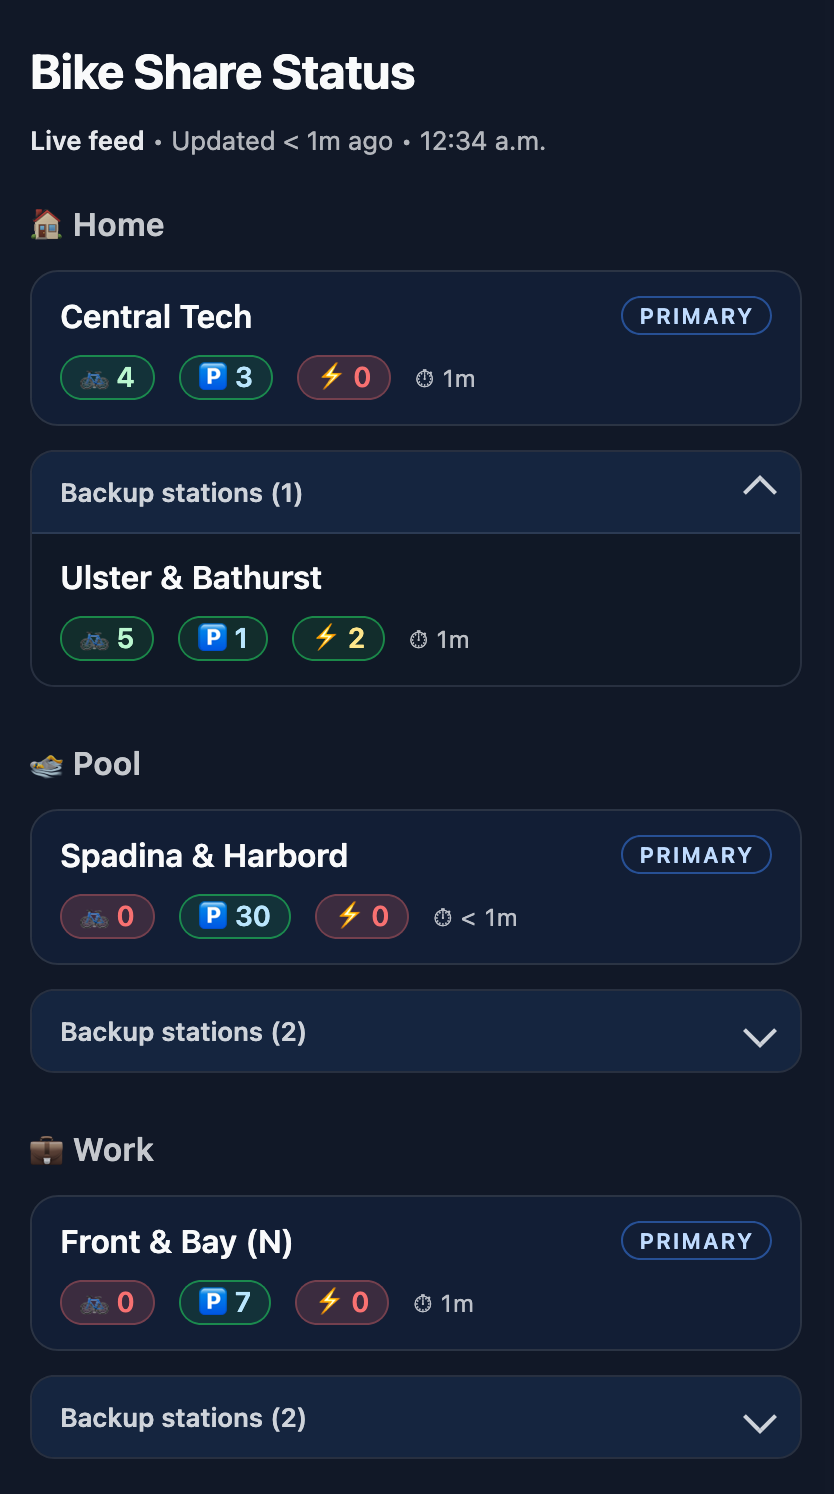 Bike Share Status
Live feed • Updated < 1m ago • 12:34 a.m.
🏠 Home
Central Tech PRIMARY
🚲 4 🅿️ 3 ⚡ 0 ⏱ 1m
Backup stations (1)
Ulster & Bathurst
🚲 5 🅿️ 1 ⚡ 2 ⏱ 1m
🏊 Pool
Spadina & Harbord PRIMARY
🚲 0 🅿️ 30 ⚡ 0 ⏱ < 1m
Backup stations (2)
💼 Work
Front & Bay (N) PRIMARY
🚲 0 🅿️ 7 ⚡ 0 ⏱ 1m
Backup stations (2)